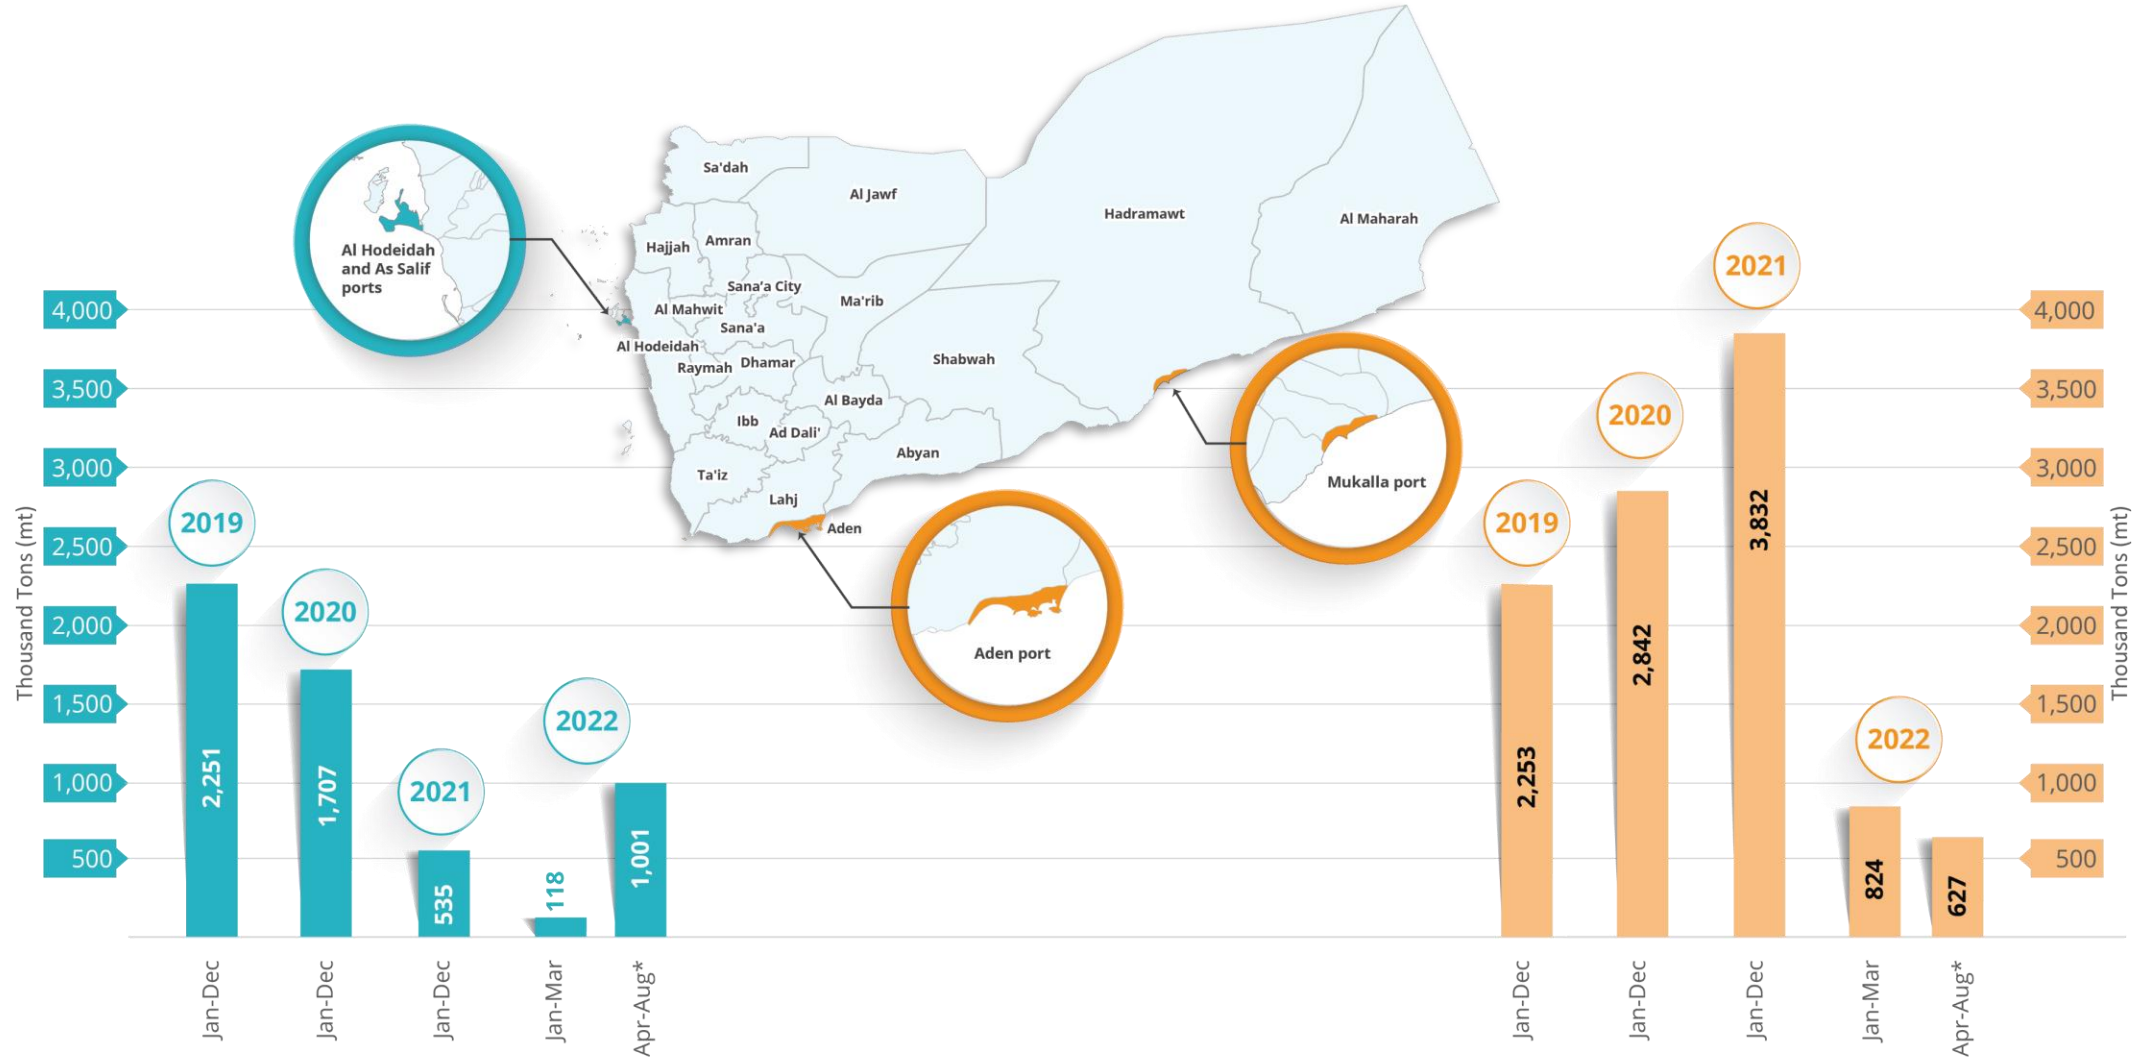 Thousand Tons (mt)
4,000
3,500
3,000
2,500
2,000
1,500
1,000
500
2019
2020
2021
2022
2,251
1,707
535
118
1,001
Jan-Dec
Jan-Dec
Jan-Dec
Jan-Mar
Apr-Aug*
Al Hodeidah
and As Salif
ports
Sa'dah
Al Jawf
Hadramawt
Al Maharah
Hajjah
Amran
Sana'a City
Ma'rib
Al Mahwit
Sana'a
Al Hodeidah
Raymah
Dhamar
Shabwah
Al Bayda
Ibb
Ad Dali'
Abyan
Ta'iz
Lahj
Aden
Aden port
Mukalla port
2019
2020
2021
2022
2,253
2,842
3,832
824
627
Jan-Dec
Jan-Dec
Jan-Dec
Jan-Mar
Apr-Aug*
4,000
3,500
3,000
2,500
2,000
1,500
1,000
500
Thousand Tons (mt)